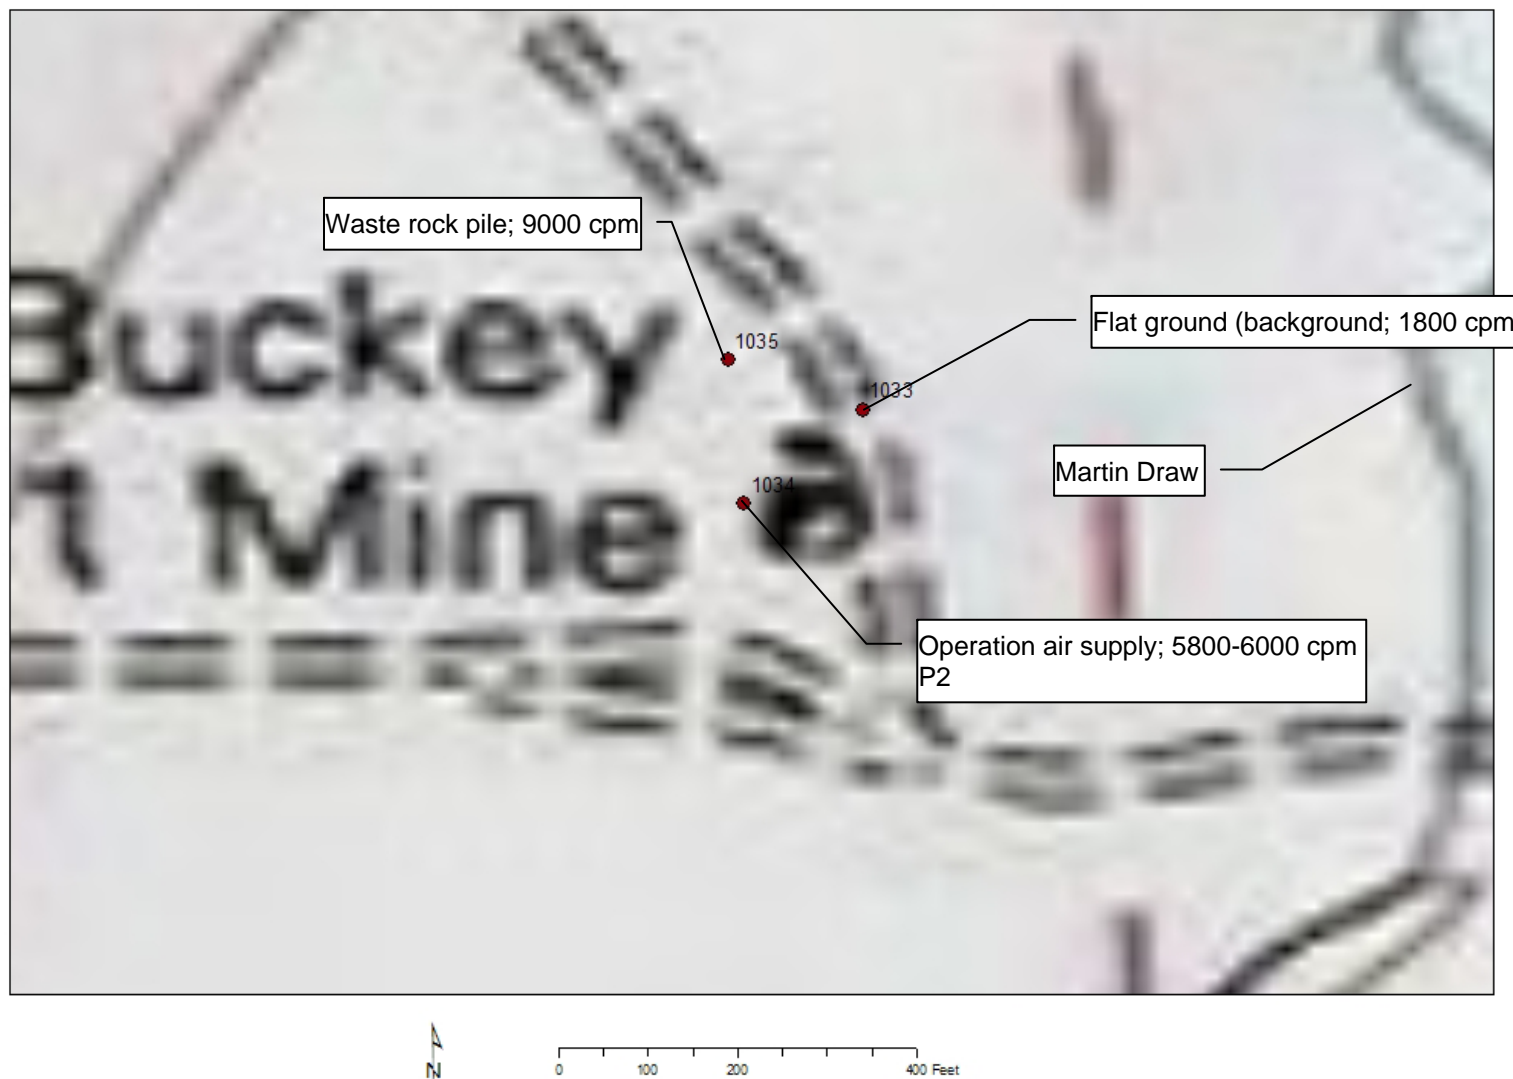 Waste rock pile; 9000 cpm
Flat ground (background; 1800 cpm
1035
1033
Buckey
Martin Draw
1034
t Mine
Operation air supply; 5800-6000 cpm
P2
N
0 100 200 400 Feet